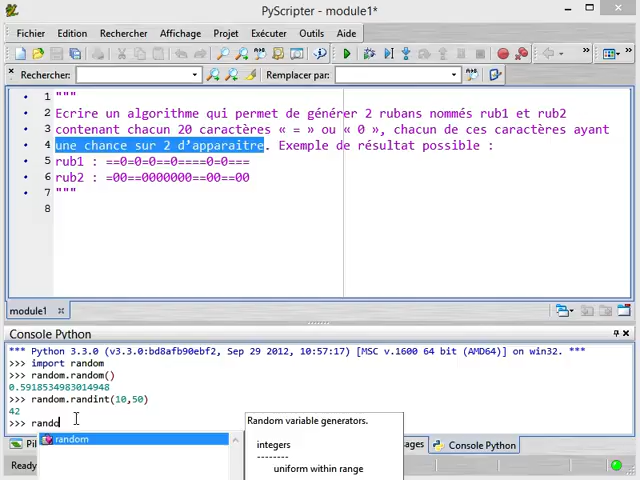 PyScripter - module1*
Fichier Edition Rechercher Affichage Projet Exécuter Outils Aide
Rechercher: Remplacer par:
1 """
2 Ecrire un algorithme qui permet de générer 2 rubans nommés rub1 et rub2
3 contenant chacun 20 caractères « = » ou « 0 », chacun de ces caractères ayant
4 une chance sur 2 d'apparaitre. Exemple de résultat possible :
5 rub1 : ==0=0=0==0====0=0===
6 rub2 : =00==0000000==00==00
7 """
8
module1
Console Python
*** Python 3.3.0 (v3.3.0:bd8afb90ebf2, Sep 29 2012, 10:57:17) [MSC v.1600 64 bit (AMD64)] on win32. ***
>>> import random
>>> random.random()
0.5918534983014948
>>> random.randint(10,50)
42
>>> rando
random
Random variable generators.
integers
--------
uniform within range
Pil
ages
Console Python
Ready